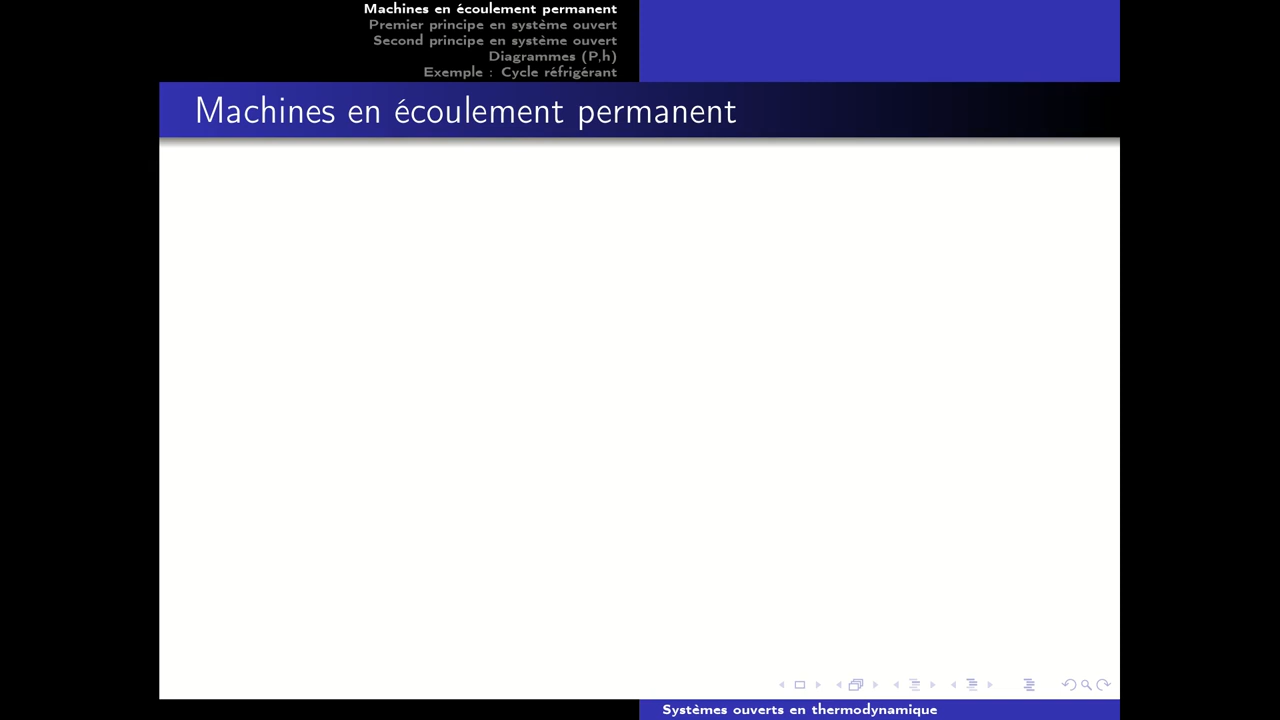 Machines en écoulement permanent
Premier principe en système ouvert
Second principe en système ouvert
Diagrammes (P,h)
Exemple : Cycle réfrigérant
Machines en écoulement permanent
Systèmes ouverts en thermodynamique